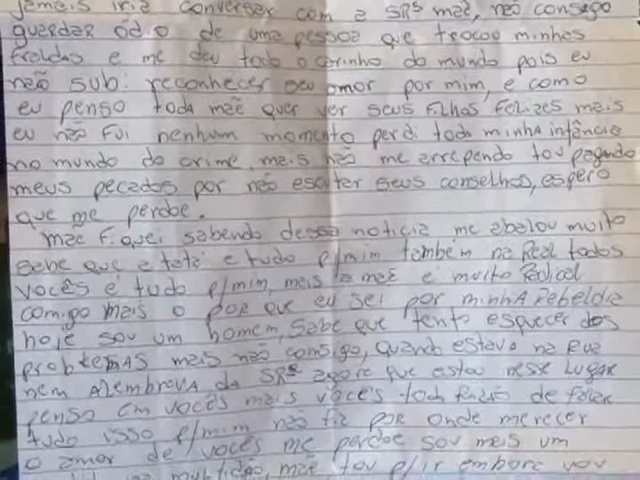 jamais iria conversar com a SRª mãe, não consigo
guardar ódio de uma pessoa que trocou minhas
fraldas e me deu todo o carinho do mundo pois eu
não sub: reconhecer seu amor por mim, e como
eu penso toda mãe quer ver seus filhos felizes mais
eu não fui nenhum momento perdi toda minha infância
no mundo do crime, mais não me arrependo tou pagando
meus pecados por não escutar seus conselhos, espero
que me perdoe.
mãe fiquei sabendo dessa noticia me abalou muito
sabe que a tata e tudo p/mim também na Real todos
vocês é tudo p/mim, mais a mãe é muito Radical
comigo mais o por que eu sei por minha Rebeldia
hoje sou um homem, sabe que tento esquecer dos
problemas mais não consigo, quando estava na Rua
nem Alembrava da SRª agora que estou nesse Lugar
penso em vocês mais vocês de fazer
tudo isso p/mim não fiz por onde merecer
o amor de vocês me perdoe sou mais um
multidão, mãe tou p/ir embora vou